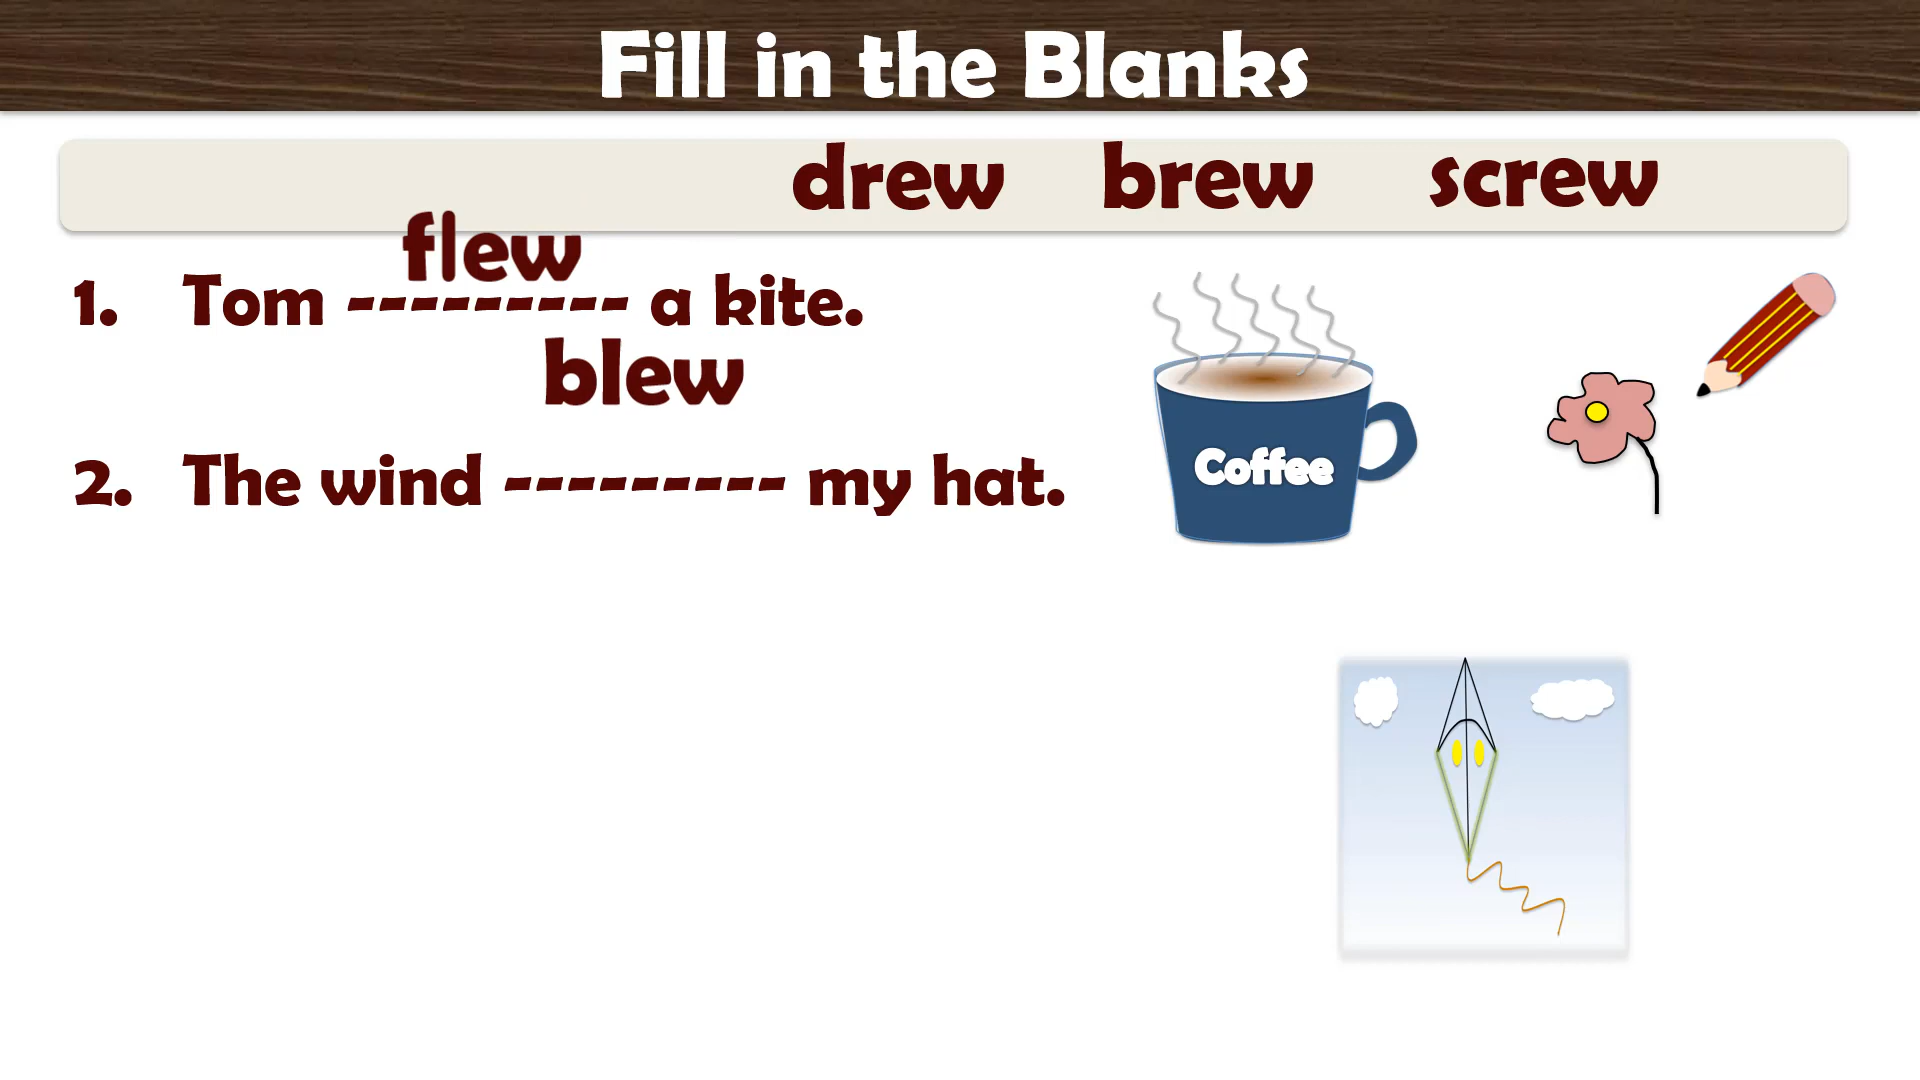 Fill in the Blanks
drew brew screw
flew
1. Tom --------- a kite.
blew
2. The wind --------- my hat.
Coffee